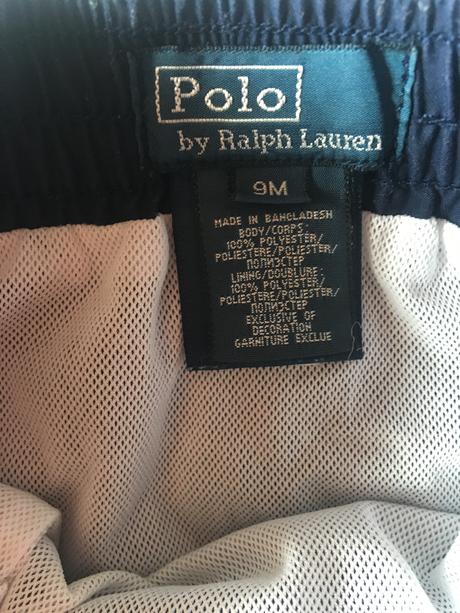 Polo
by Ralph Lauren
9M
MADE IN BANGLADESH
BODY/CORPS:
100% POLYESTER/
POLIESTERE/POLIESTER/
ПОЛИЭСТЕР
LINING/DOUBLURE:
100% POLYESTER/
POLIESTERE/POLIESTER/
ПОЛИЭСТЕР
EXCLUSIVE OF
DECORATION
GARNITURE EXCLUE